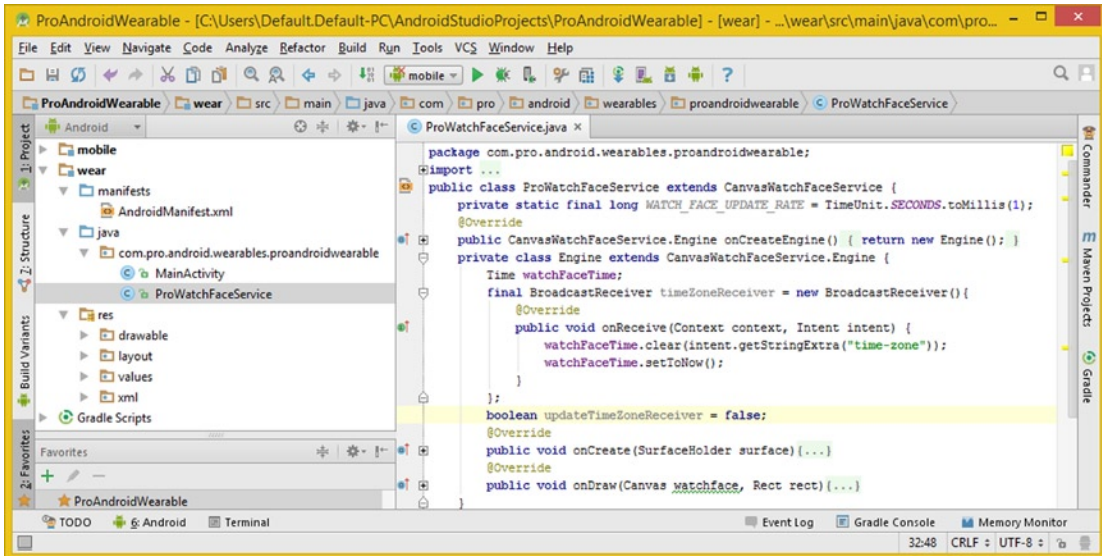 ProAndroidWearable - [C:\Users\Default.Default-PC\AndroidStudioProjects\ProAndroidWearable] - [wear] - ...\wear\src\main\java\com\pro...
File Edit View Navigate Code Analyze Refactor Build Run Tools VCS Window Help
mobile
ProAndroidWearable wear src main java com pro android wearables proandroidwearable ProWatchFaceService
1: Project
Z: Structure
Build Variants
2: Favorites
Android
mobile
wear
manifests
AndroidManifest.xml
java
com.pro.android.wearables.proandroidwearable
MainActivity
ProWatchFaceService
res
drawable
layout
values
xml
Gradle Scripts
Favorites
ProAndroidWearable
ProWatchFaceService.java
package com.pro.android.wearables.proandroidwearable;
import ...
public class ProWatchFaceService extends CanvasWatchFaceService {
private static final long WATCH_FACE_UPDATE_RATE = TimeUnit.SECONDS.toMillis(1);
@Override
public CanvasWatchFaceService.Engine onCreateEngine() { return new Engine(); }
private class Engine extends CanvasWatchFaceService.Engine {
Time watchFaceTime;
final BroadcastReceiver timeZoneReceiver = new BroadcastReceiver(){
@Override
public void onReceive(Context context, Intent intent) {
watchFaceTime.clear(intent.getStringExtra("time-zone"));
watchFaceTime.setToNow();
}
};
boolean updateTimeZoneReceiver = false;
@Override
public void onCreate(SurfaceHolder surface){...}
@Override
public void onDraw(Canvas watchface, Rect rect){...}
}
Commander
Maven Projects
Gradle
TODO 6: Android Terminal Event Log Gradle Console Memory Monitor
32:48 CRLF UTF-8